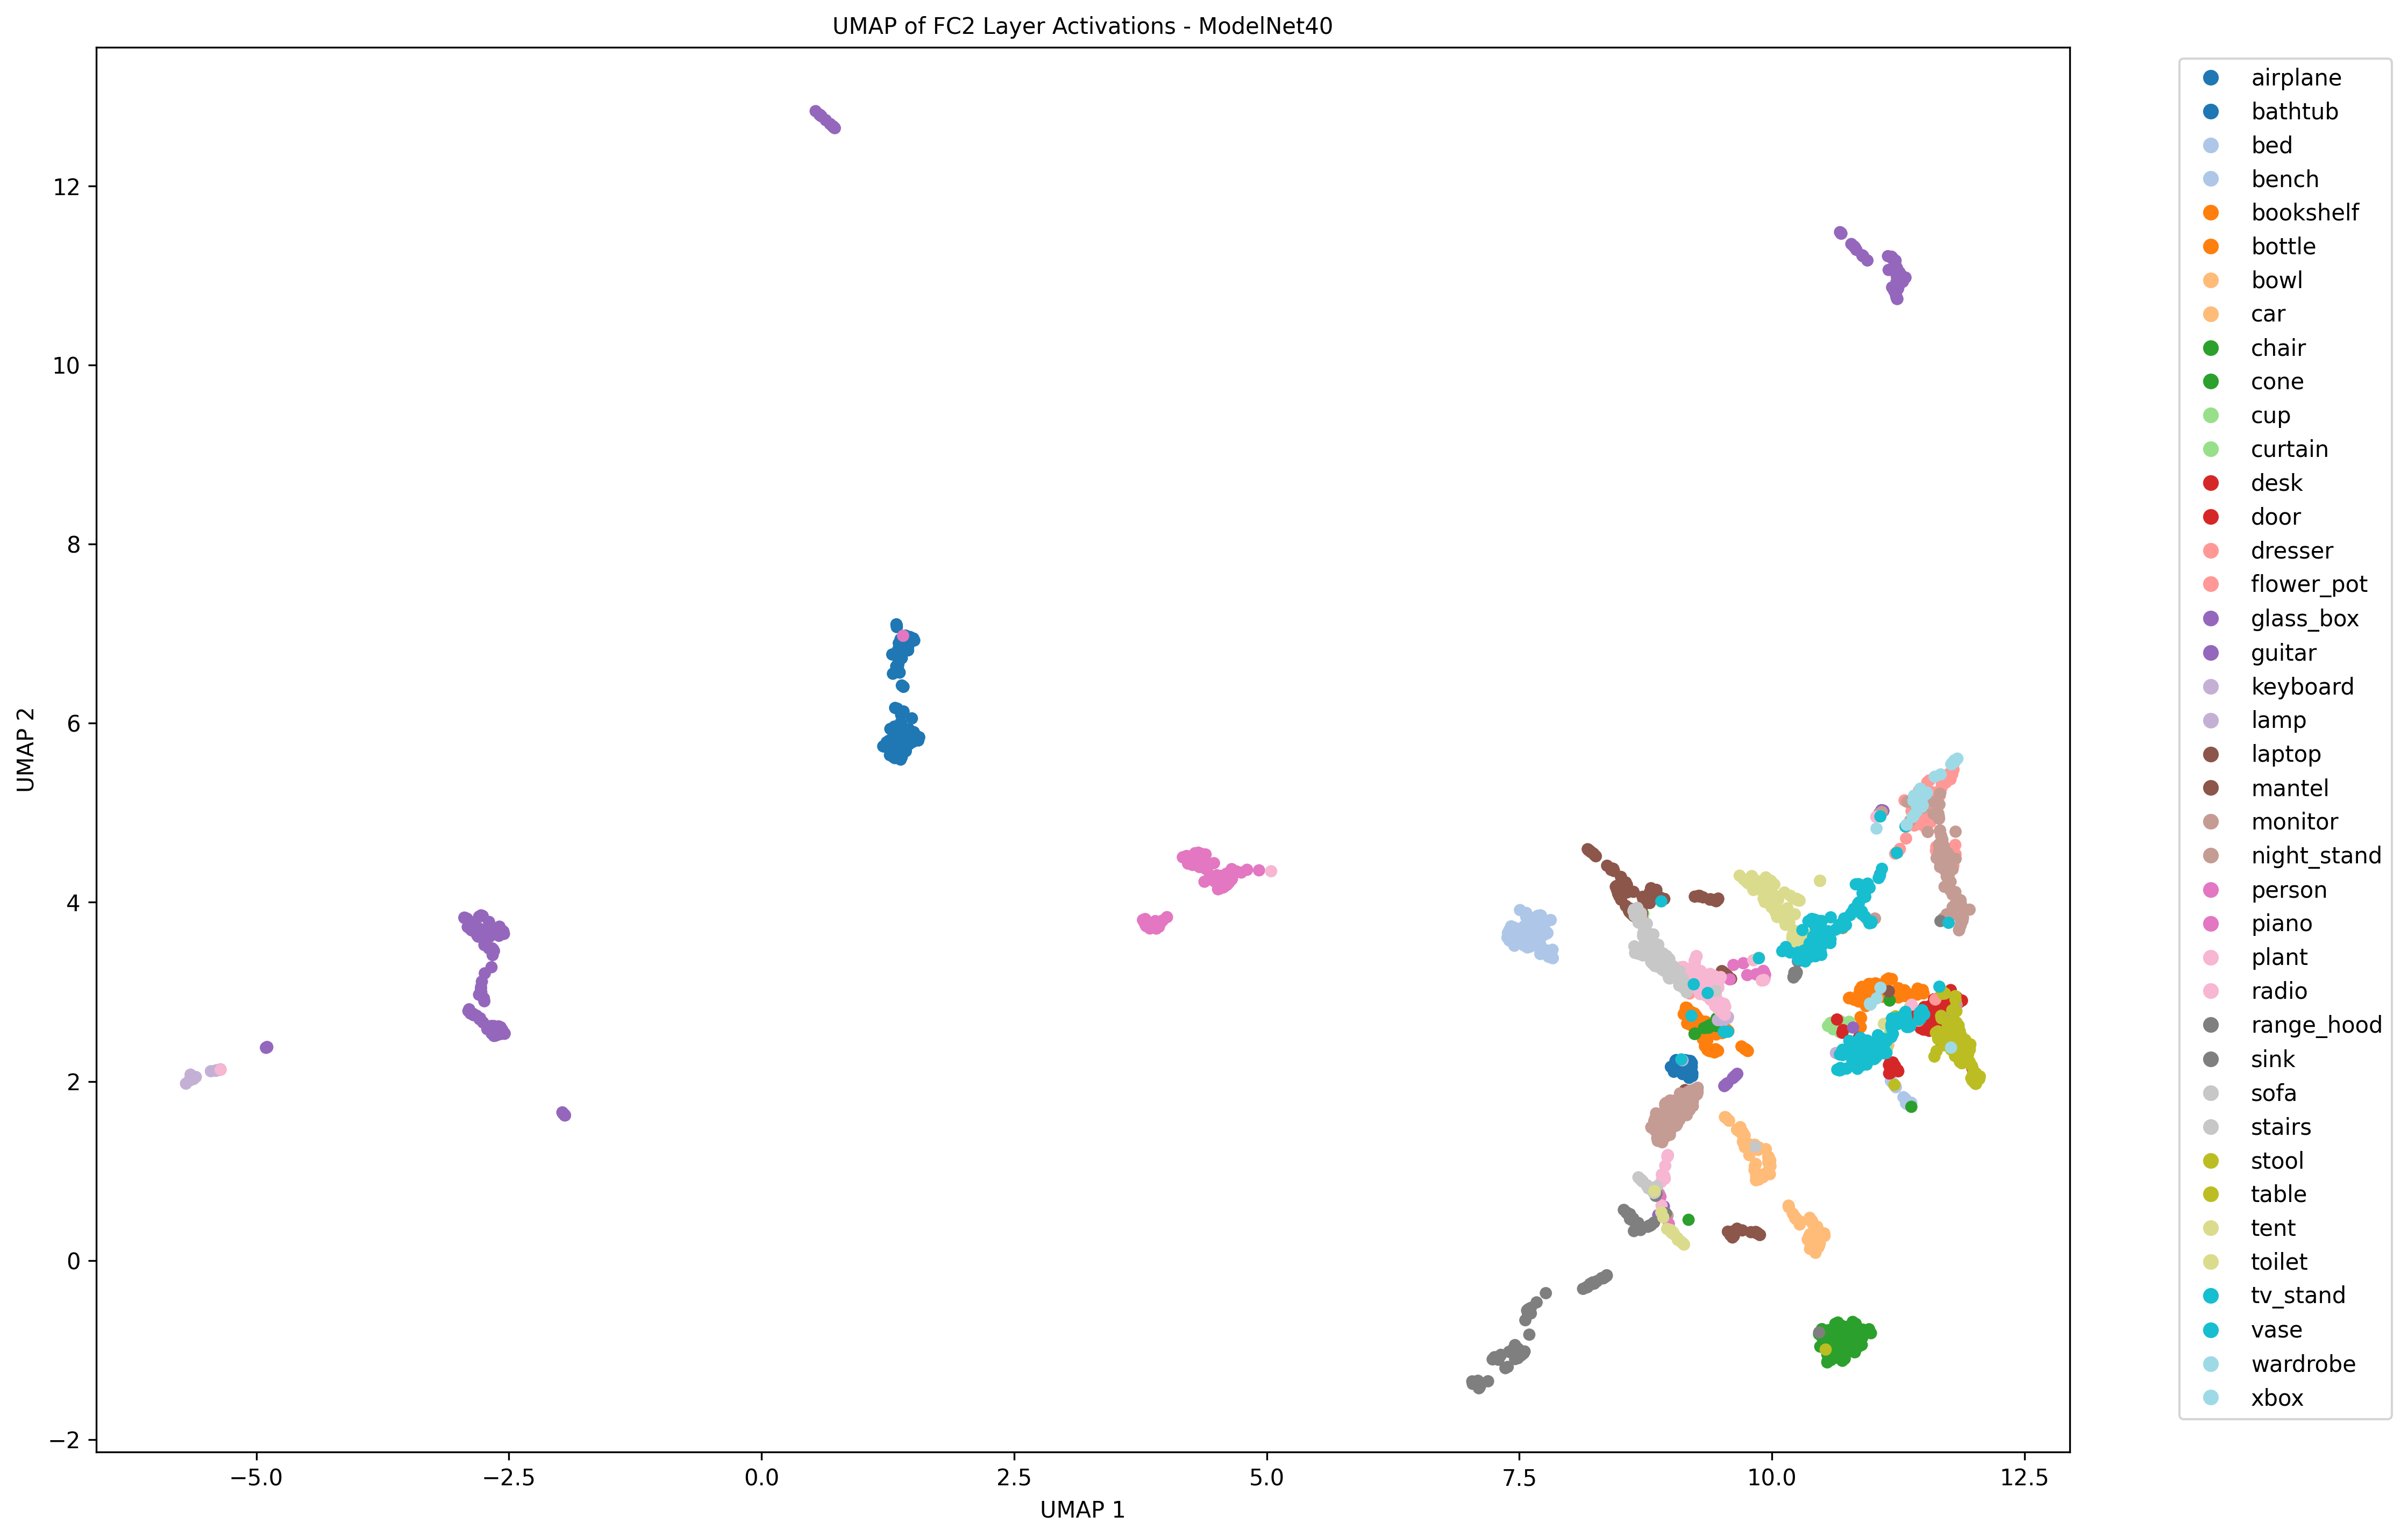 UMAP of FC2 Layer Activations - ModelNet40
UMAP 2
12
10
8
6
4
2
0
−2
−5.0 −2.5 0.0 2.5 5.0 7.5 10.0 12.5
UMAP 1
airplane
bathtub
bed
bench
bookshelf
bottle
bowl
car
chair
cone
cup
curtain
desk
door
dresser
flower_pot
glass_box
guitar
keyboard
lamp
laptop
mantel
monitor
night_stand
person
piano
plant
radio
range_hood
sink
sofa
stairs
stool
table
tent
toilet
tv_stand
vase
wardrobe
xbox